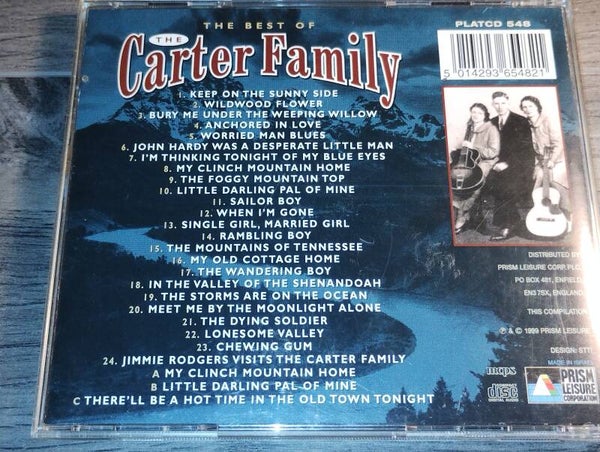 THE BEST OF
THE
Carter Family
1. KEEP ON THE SUNNY SIDE
2. WILDWOOD FLOWER
3. BURY ME UNDER THE WEEPING WILLOW
4. ANCHORED IN LOVE
5. WORRIED MAN BLUES
6. JOHN HARDY WAS A DESPERATE LITTLE MAN
7. I'M THINKING TONIGHT OF MY BLUE EYES
8. MY CLINCH MOUNTAIN HOME
9. THE FOGGY MOUNTAIN TOP
10. LITTLE DARLING PAL OF MINE
11. SAILOR BOY
12. WHEN I'M GONE
13. SINGLE GIRL, MARRIED GIRL
14. RAMBLING BOY
15. THE MOUNTAINS OF TENNESSEE
16. MY OLD COTTAGE HOME
17. THE WANDERING BOY
18. IN THE VALLEY OF THE SHENANDOAH
19. THE STORMS ARE ON THE OCEAN
20. MEET ME BY THE MOONLIGHT ALONE
21. THE DYING SOLDIER
22. LONESOME VALLEY
23. CHEWING GUM
24. JIMMIE RODGERS VISITS THE CARTER FAMILY
A MY CLINCH MOUNTAIN HOME
B LITTLE DARLING PAL OF MINE
C THERE'LL BE A HOT TIME IN THE OLD TOWN TONIGHT
PLATCD 548
5 014293 654821
DISTRIBUTED BY
PRISM LEISURE CORP. PLC,
PO BOX 481, ENFIELD,
EN3 7SX, ENGLAND.
THIS COMPILATION
℗ & © 1999 PRISM LEISURE
DESIGN:
MADE IN ISRAEL
mcps
COMPACT
disc
DIGITAL AUDIO
PRISM
LEISURE
CORPORATION